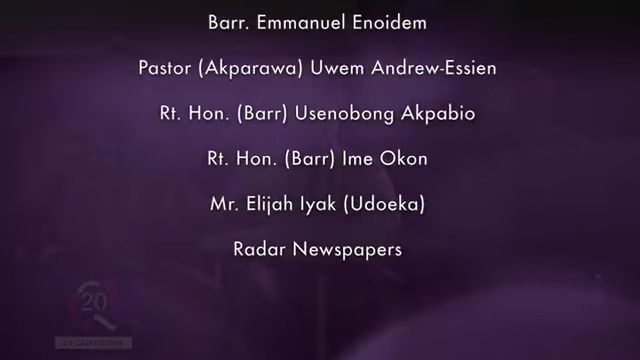 Barr. Emmanuel Enoidem
Pastor (Akparawa) Uwem Andrew-Essien
Rt. Hon. (Barr) Usenobong Akpabio
Rt. Hon. (Barr) Ime Okon
Mr. Elijah Iyak (Udoeka)
Radar Newspapers
20